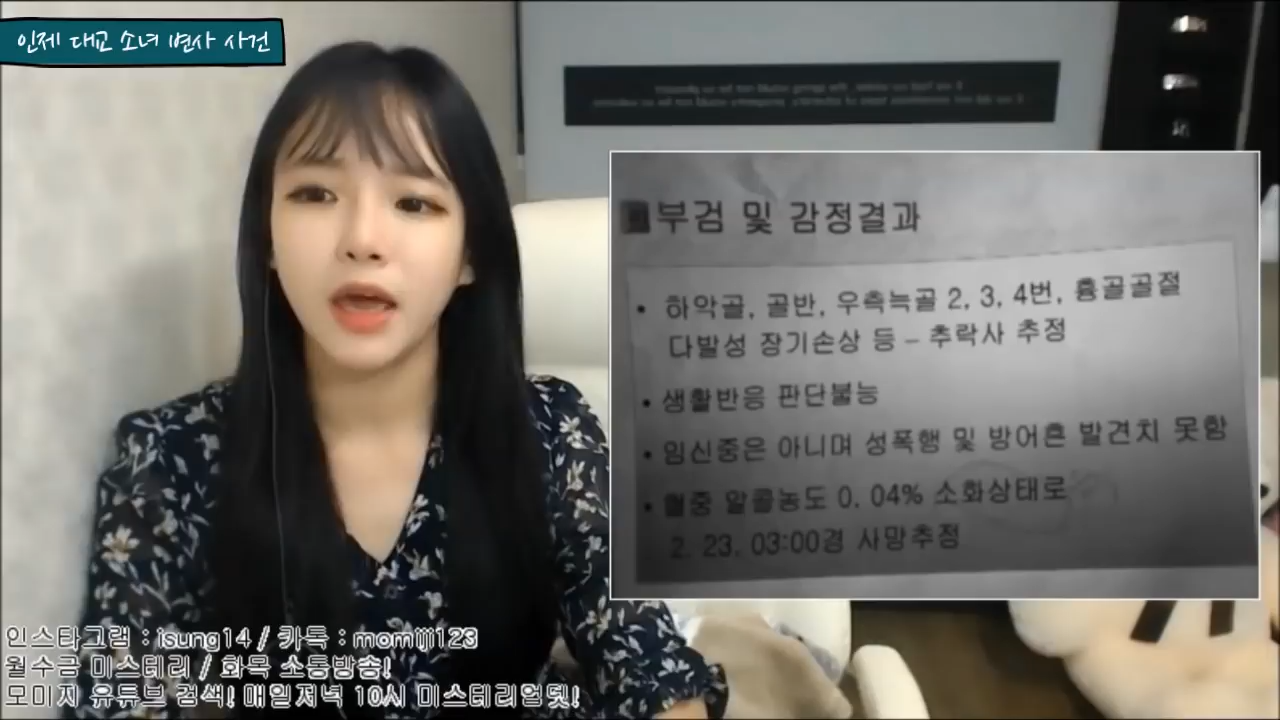 인제 대교 소녀 변사 사건
■부검 및 감정결과
• 하악골, 골반, 우측늑골 2, 3, 4번, 흉골골절
다발성 장기손상 등 – 추락사 추정
• 생활반응 판단불능
• 임신중은 아니며 성폭행 및 방어흔 발견치 못함
• 혈중 알콜농도 0. 04% 소화상태로
2. 23. 03:00경 사망추정
인스타그램 : isung14 / 카톡 : momiji123
월수금 미스테리 / 화목 소통방송!
모미지 유튜브 검색! 매일저녁 10시 미스테리업뎃!